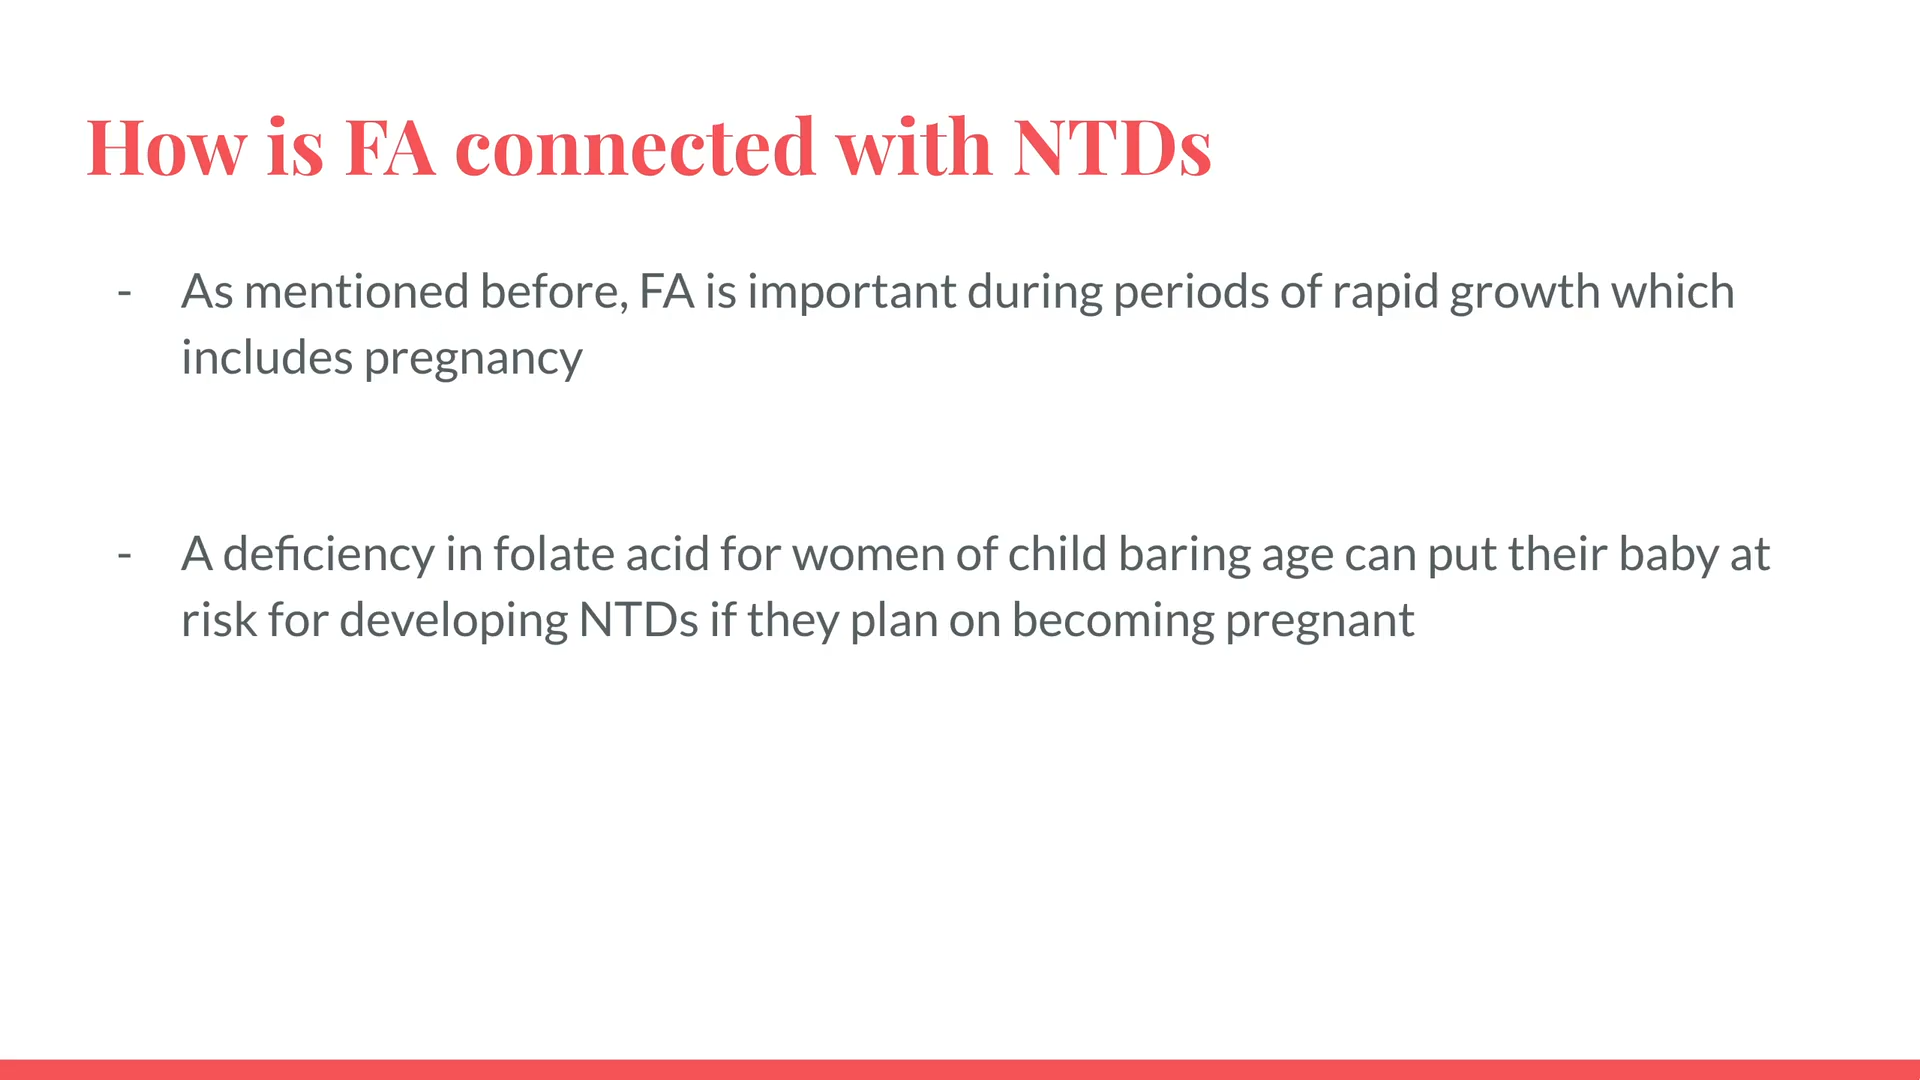 How is FA connected with NTDs
- As mentioned before, FA is important during periods of rapid growth which
includes pregnancy
- A deficiency in folate acid for women of child baring age can put their baby at
risk for developing NTDs if they plan on becoming pregnant